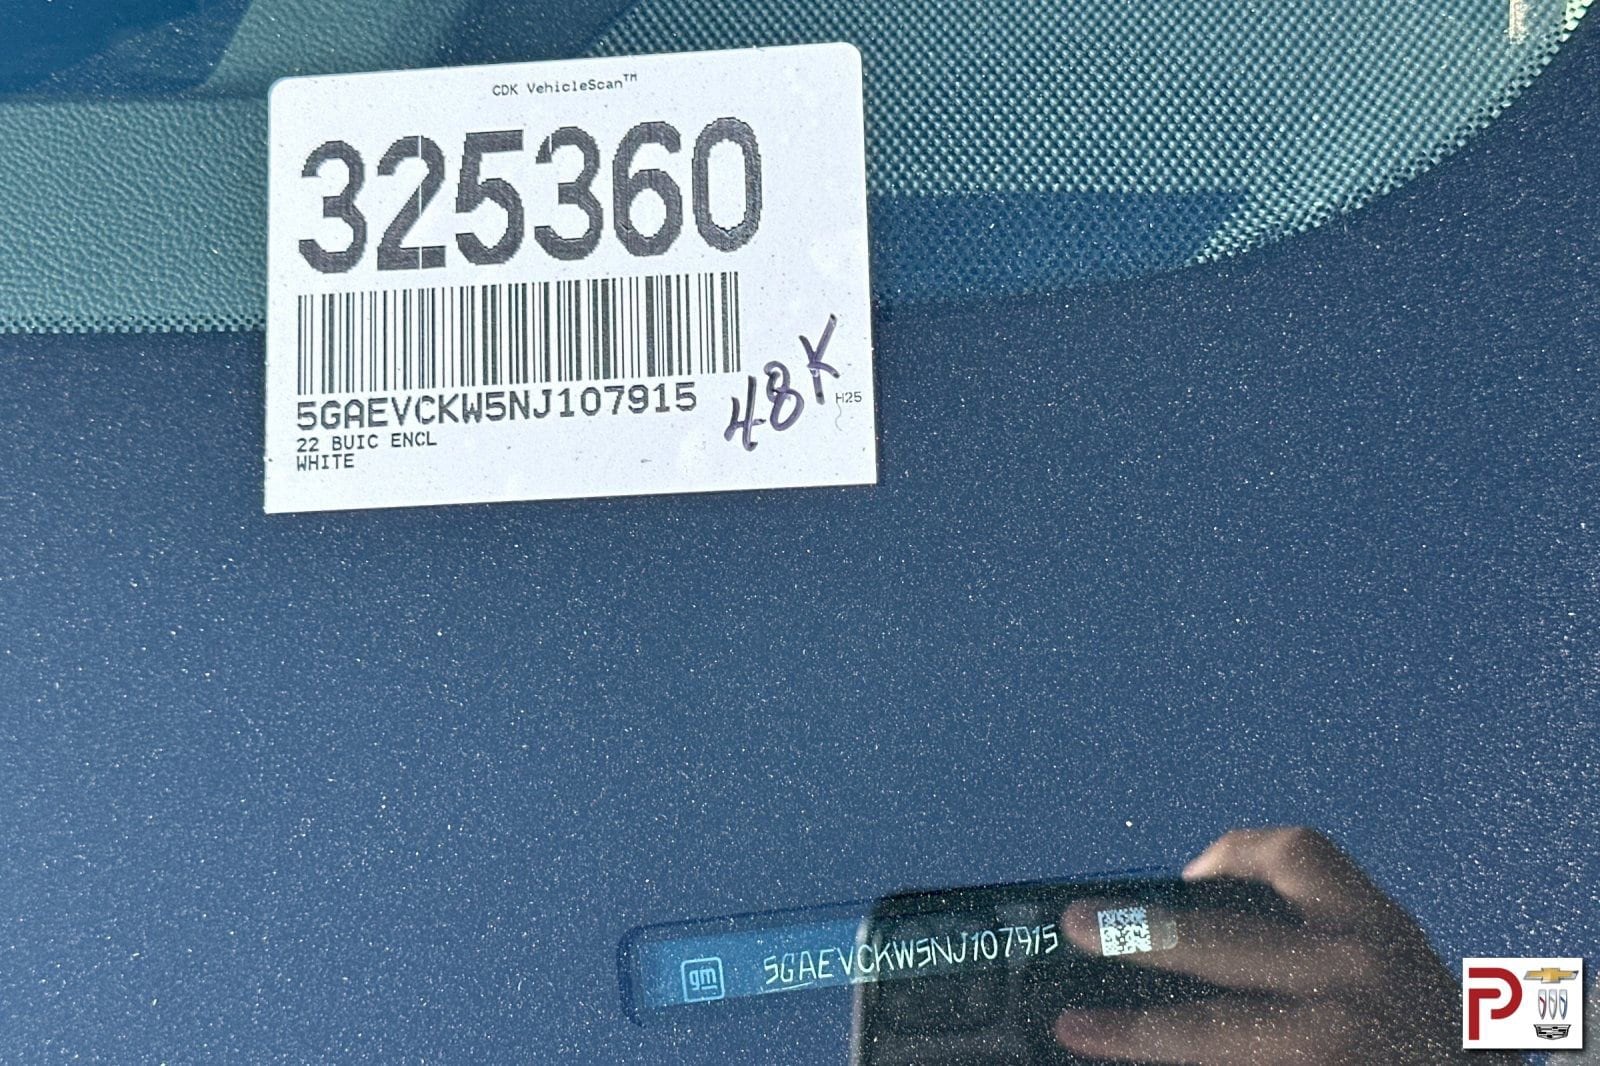 CDK VehicleScan™
325360
5GAEVCKW5NJ107915
48K
H25
22 BUIC ENCL
WHITE
gm 5GAEVCKW5NJ107915
P